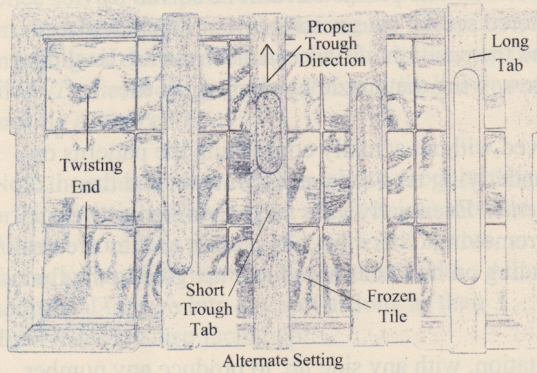 Proper
Trough
Direction
Long
Tab
Twisting
End
Short
Trough
Tab
Frozen
Tile
Alternate Setting